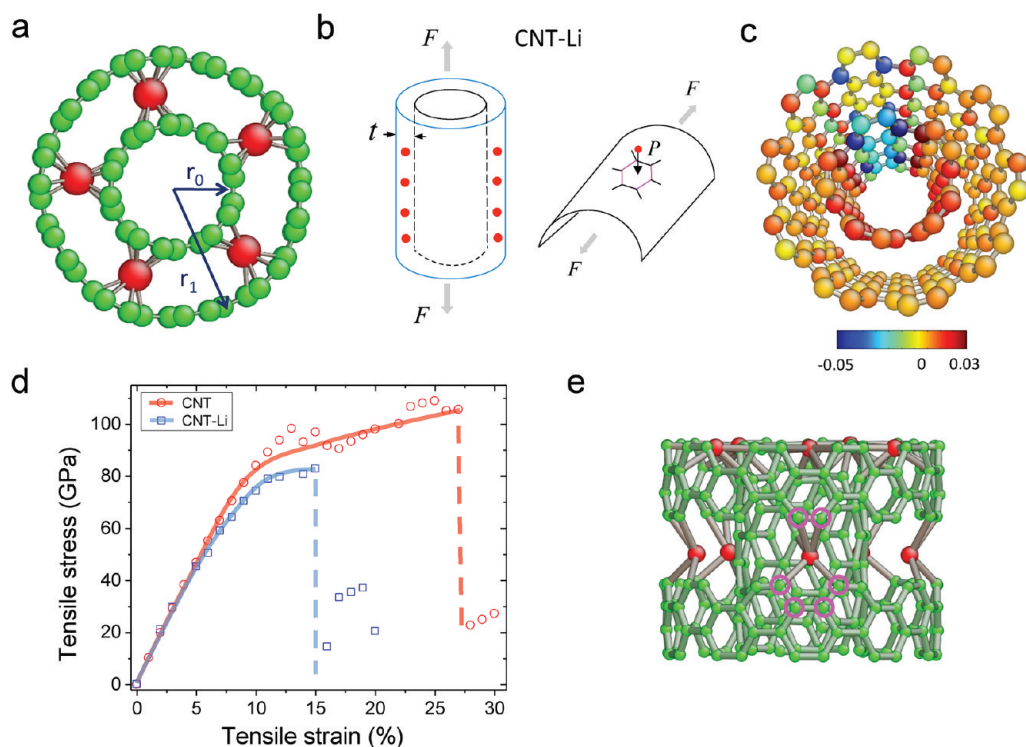 a
r0
r1
b
CNT-Li
F
t
F
P
F
F
c
-0.05 0 0.03
d
CNT
CNT-Li
Tensile stress (GPa)
100
80
60
40
20
0
0 5 10 15 20 25 30
Tensile strain (%)
e